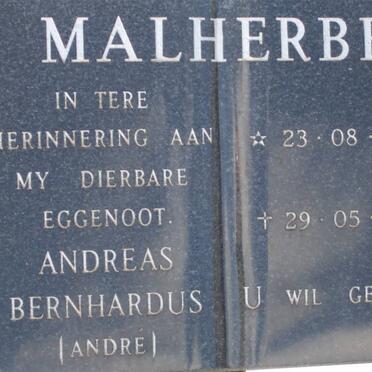 MALHERB
IN TERE
HERINNERING AAN
MY DIERBARE
EGGENOOT.
ANDREAS
BERNHARDUS
(ANDRÉ)
☆ 23 · 08 ·
† 29 · 05 ·
U WIL GE